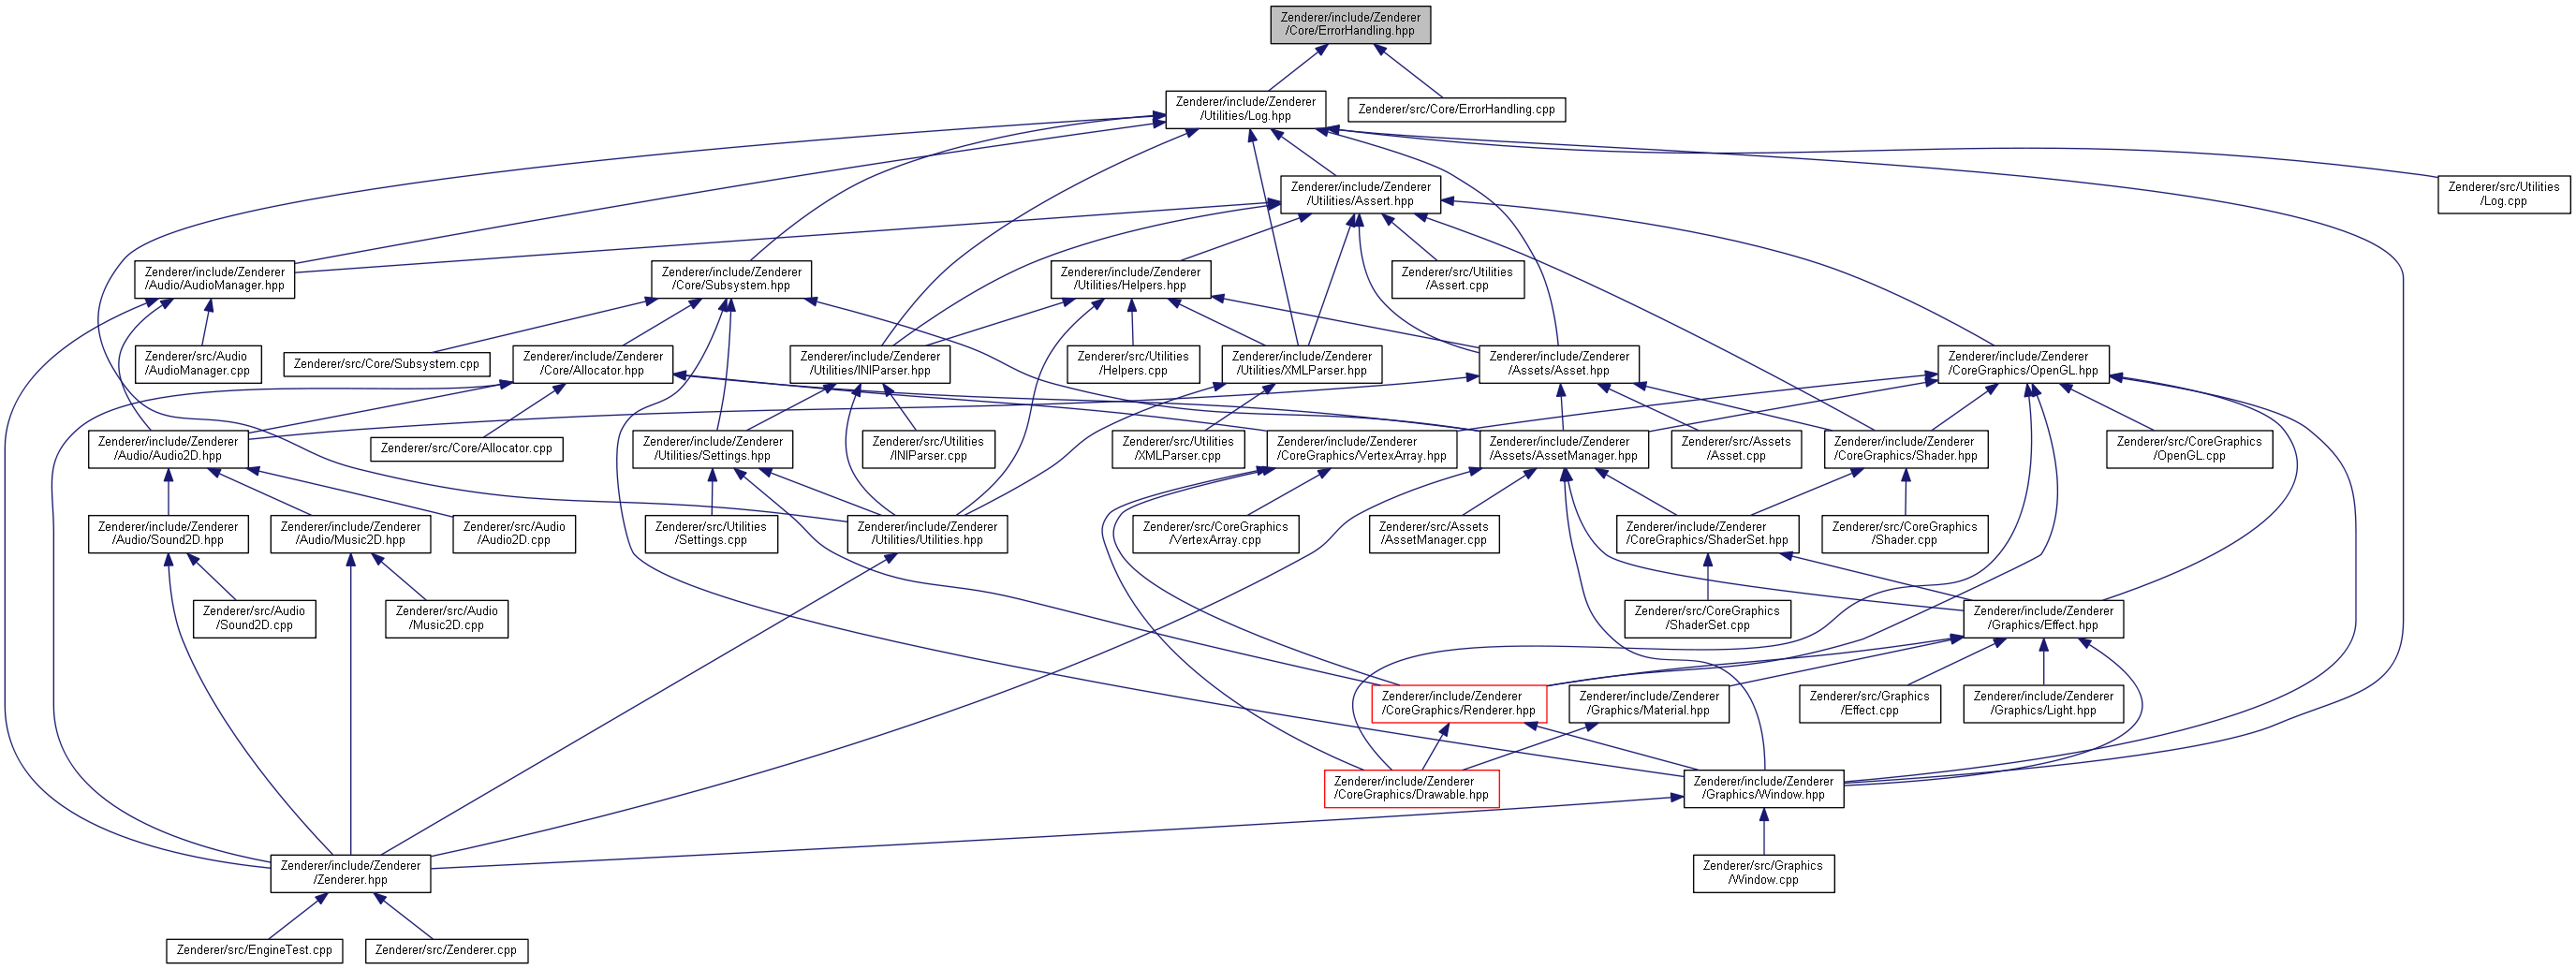 Zenderer/include/Zenderer
/Core/ErrorHandling.hpp
Zenderer/include/Zenderer
/Utilities/Log.hpp
Zenderer/src/Core/ErrorHandling.cpp
Zenderer/include/Zenderer
/Utilities/Assert.hpp
Zenderer/src/Utilities
/Log.cpp
Zenderer/include/Zenderer
/Audio/AudioManager.hpp
Zenderer/include/Zenderer
/Core/Subsystem.hpp
Zenderer/include/Zenderer
/Utilities/Helpers.hpp
Zenderer/src/Utilities
/Assert.cpp
Zenderer/src/Audio
/AudioManager.cpp
Zenderer/src/Core/Subsystem.cpp
Zenderer/include/Zenderer
/Core/Allocator.hpp
Zenderer/include/Zenderer
/Utilities/INIParser.hpp
Zenderer/src/Utilities
/Helpers.cpp
Zenderer/include/Zenderer
/Utilities/XMLParser.hpp
Zenderer/include/Zenderer
/Assets/Asset.hpp
Zenderer/include/Zenderer
/CoreGraphics/OpenGL.hpp
Zenderer/include/Zenderer
/Audio/Audio2D.hpp
Zenderer/src/Core/Allocator.cpp
Zenderer/include/Zenderer
/Utilities/Settings.hpp
Zenderer/src/Utilities
/INIParser.cpp
Zenderer/src/Utilities
/XMLParser.cpp
Zenderer/include/Zenderer
/CoreGraphics/VertexArray.hpp
Zenderer/include/Zenderer
/Assets/AssetManager.hpp
Zenderer/src/Assets
/Asset.cpp
Zenderer/include/Zenderer
/CoreGraphics/Shader.hpp
Zenderer/src/CoreGraphics
/OpenGL.cpp
Zenderer/include/Zenderer
/Audio/Sound2D.hpp
Zenderer/include/Zenderer
/Audio/Music2D.hpp
Zenderer/src/Audio
/Audio2D.cpp
Zenderer/src/Utilities
/Settings.cpp
Zenderer/include/Zenderer
/Utilities/Utilities.hpp
Zenderer/src/CoreGraphics
/VertexArray.cpp
Zenderer/src/Assets
/AssetManager.cpp
Zenderer/include/Zenderer
/CoreGraphics/ShaderSet.hpp
Zenderer/src/CoreGraphics
/Shader.cpp
Zenderer/src/Audio
/Sound2D.cpp
Zenderer/src/Audio
/Music2D.cpp
Zenderer/src/CoreGraphics
/ShaderSet.cpp
Zenderer/include/Zenderer
/Graphics/Effect.hpp
Zenderer/include/Zenderer
/CoreGraphics/Renderer.hpp
Zenderer/include/Zenderer
/Graphics/Material.hpp
Zenderer/src/Graphics
/Effect.cpp
Zenderer/include/Zenderer
/Graphics/Light.hpp
Zenderer/include/Zenderer
/CoreGraphics/Drawable.hpp
Zenderer/include/Zenderer
/Graphics/Window.hpp
Zenderer/include/Zenderer
/Zenderer.hpp
Zenderer/src/Graphics
/Window.cpp
Zenderer/src/EngineTest.cpp
Zenderer/src/Zenderer.cpp